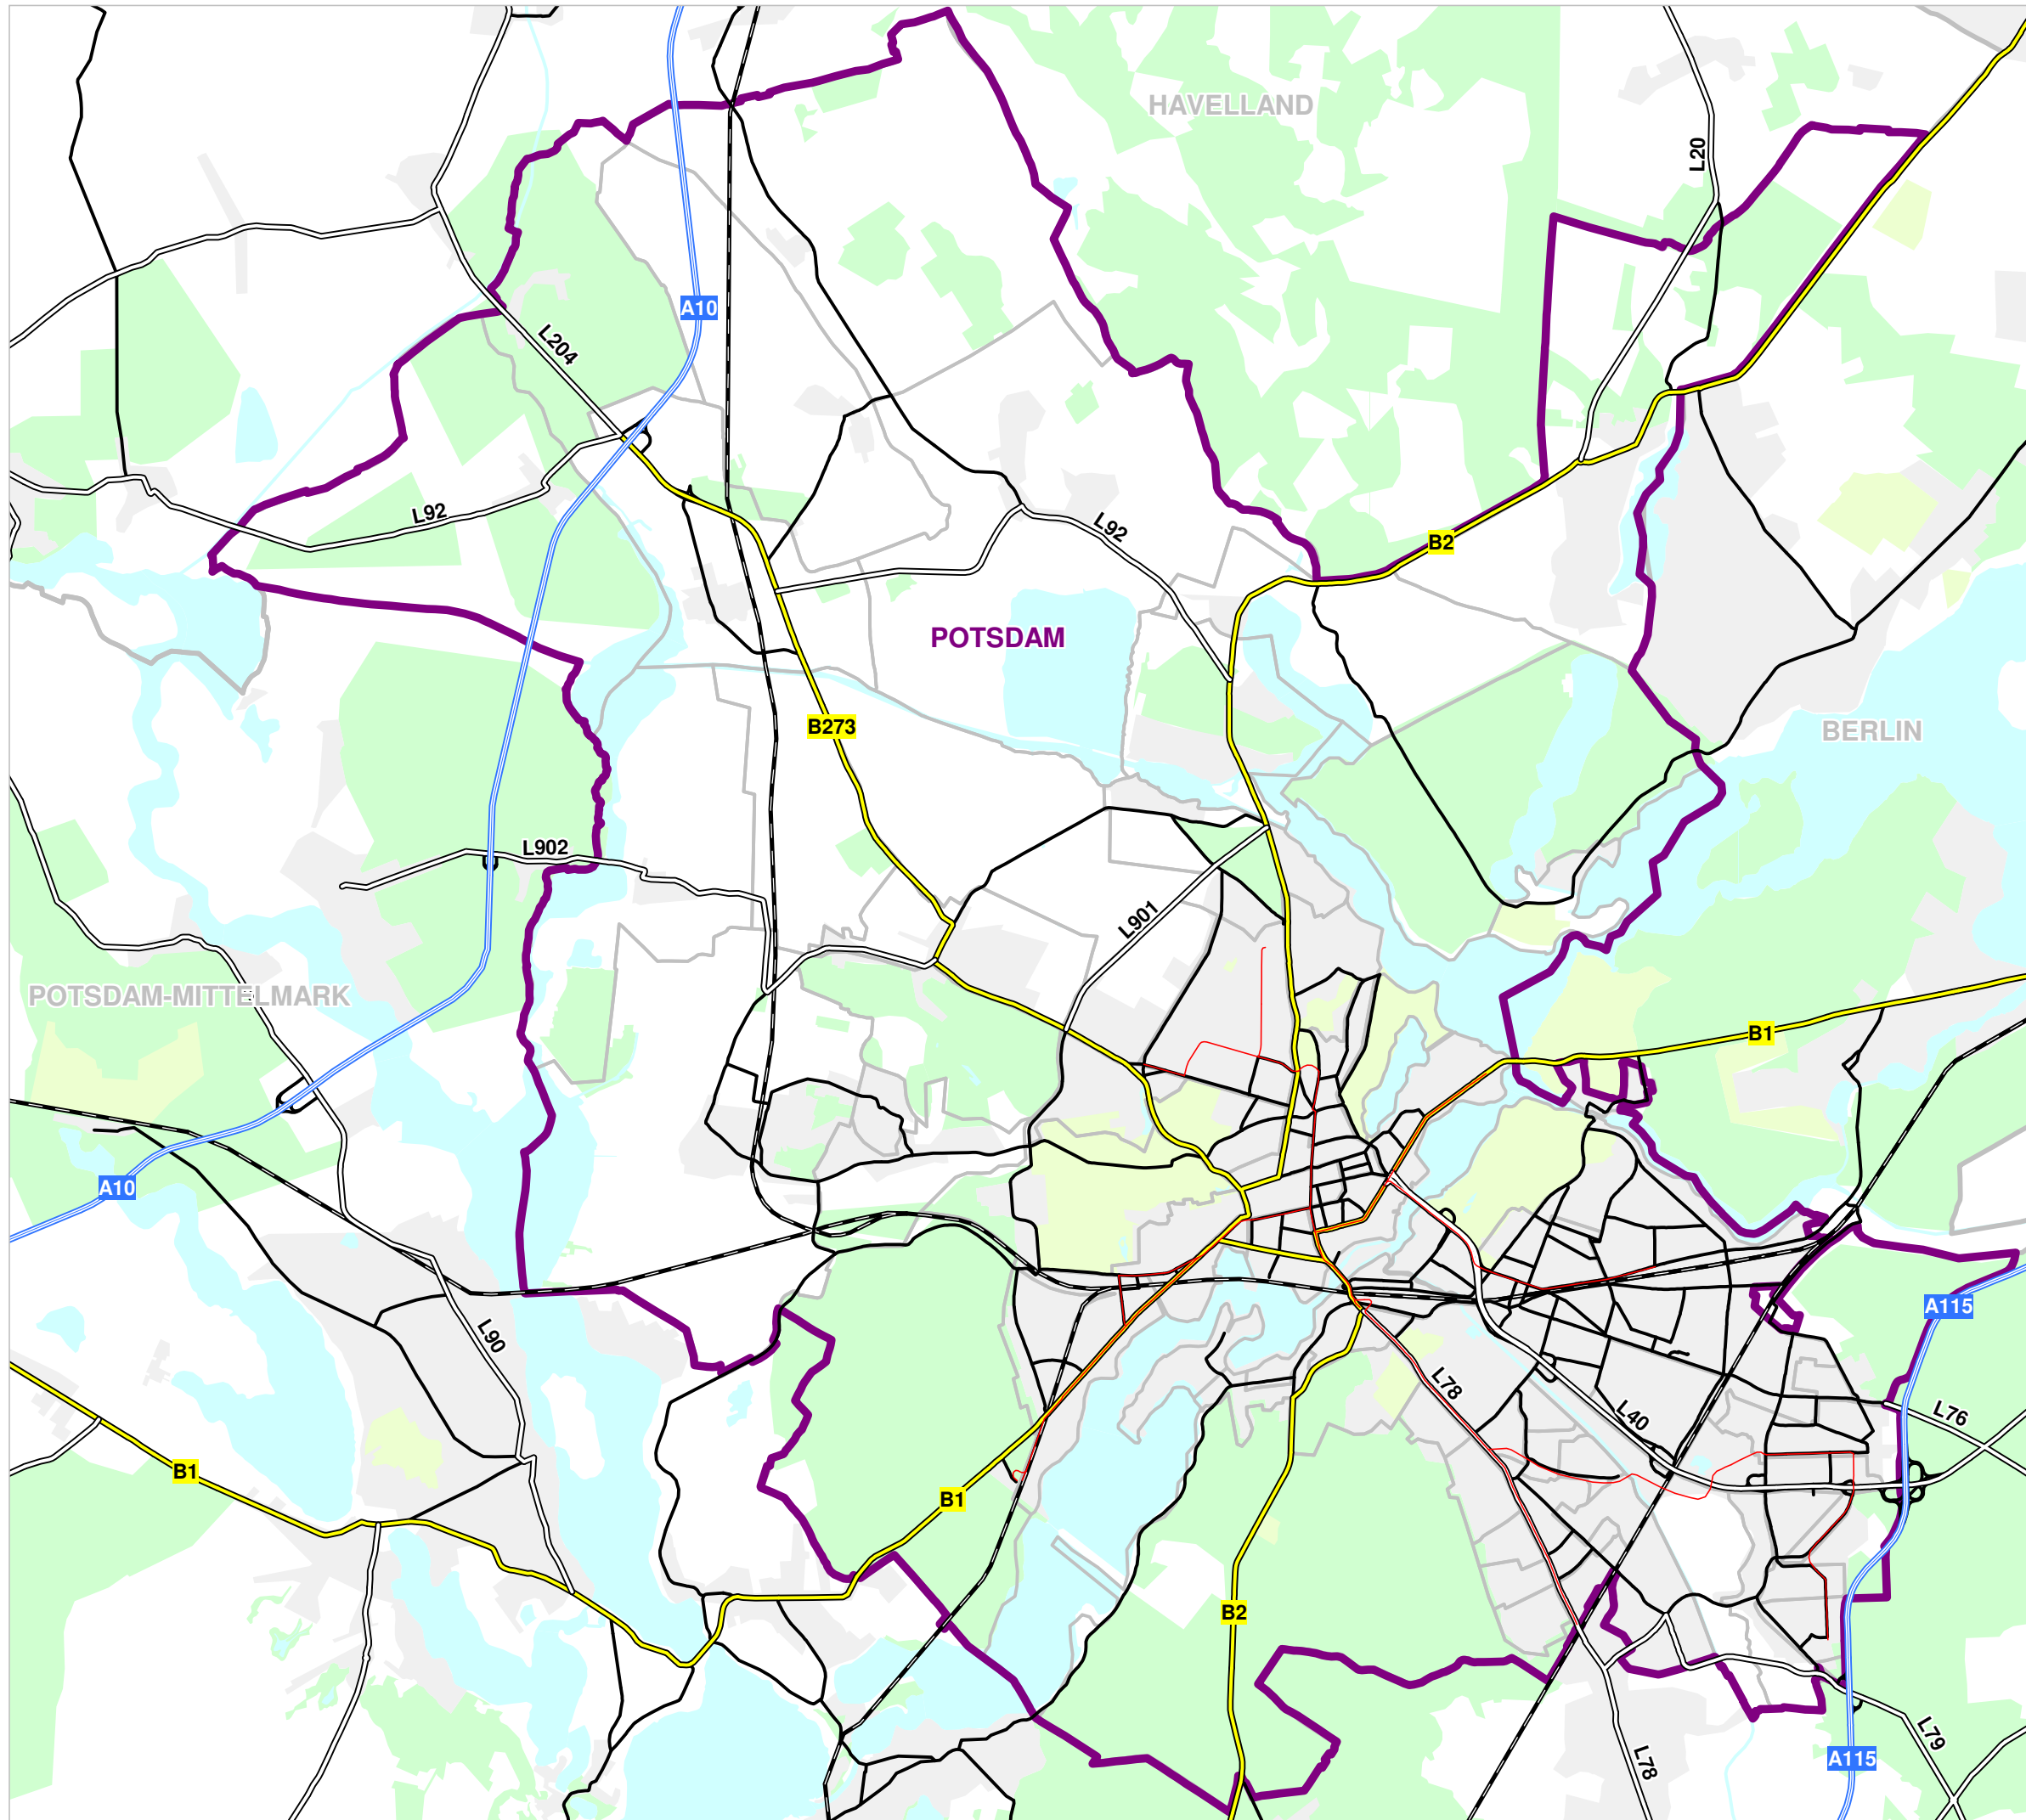 HAVELLAND
L20
A10
L204
L92
L92
B2
POTSDAM
B273
BERLIN
L902
L901
POTSDAM-MITTELMARK
B1
A10
A115
L90
L78
L40
L76
B1
B1
B2
L79
L78
A115